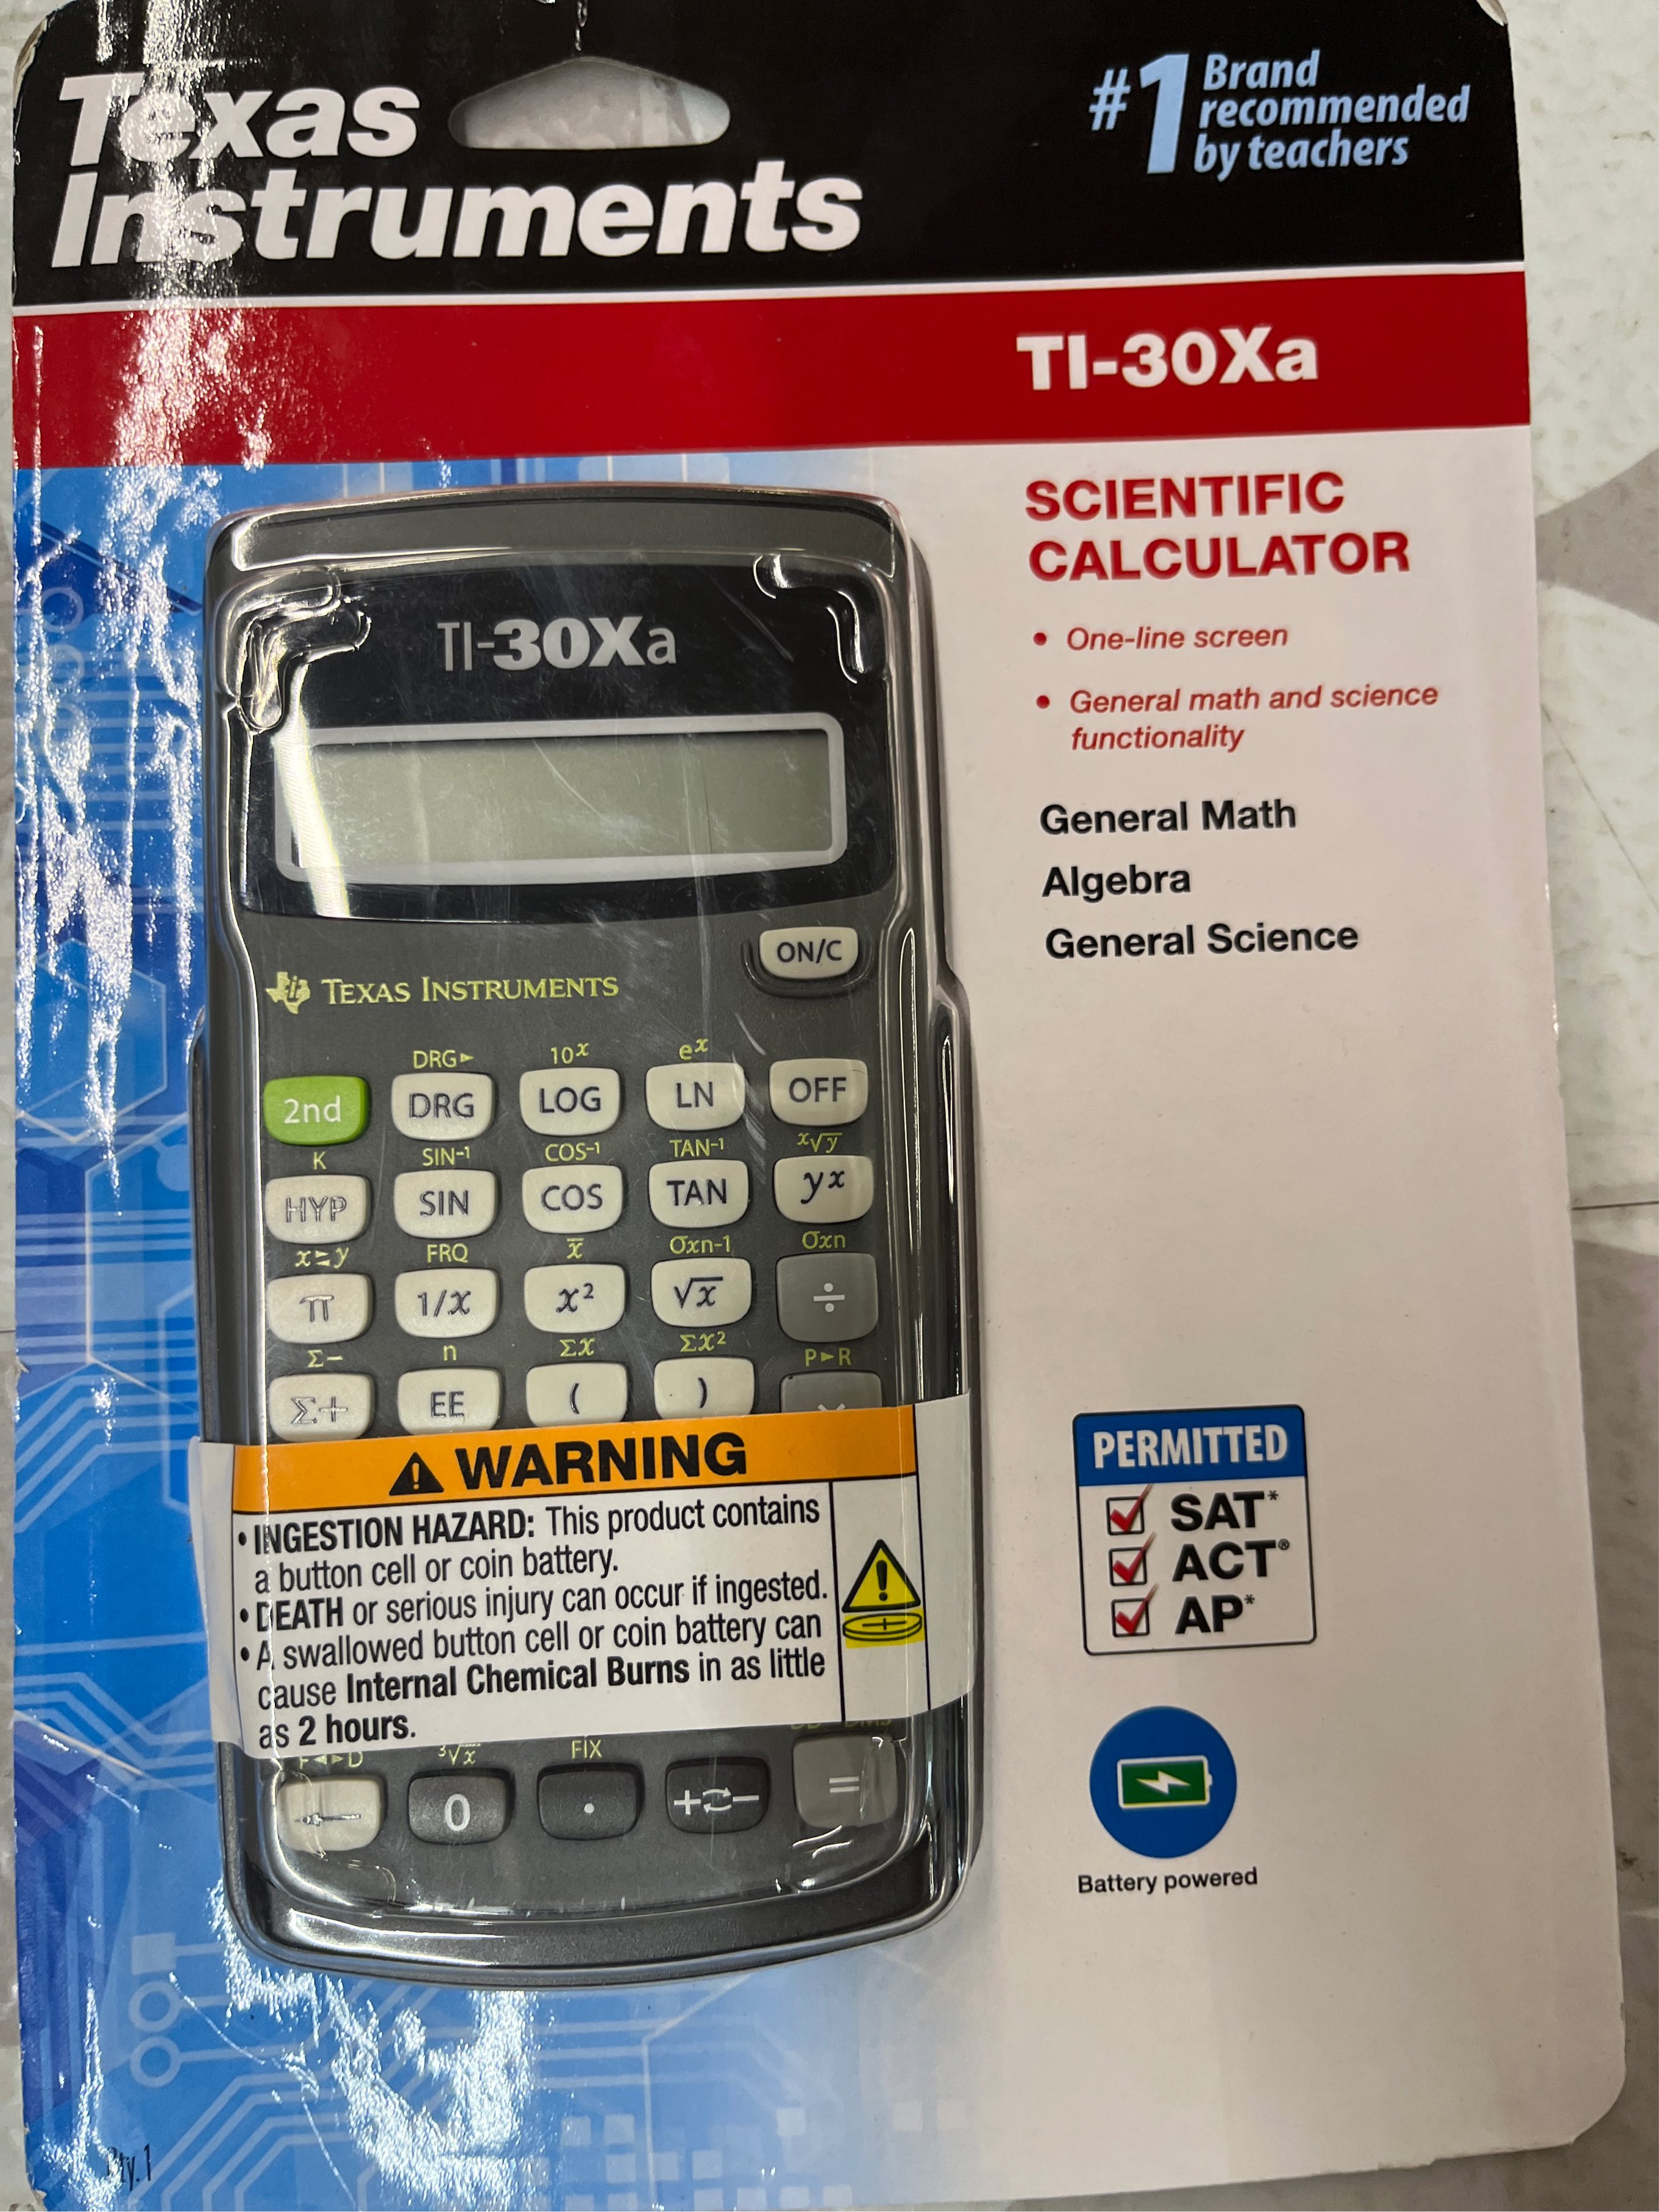 Texas
Instruments
#1 Brand
recommended
by teachers
TI-30Xa
SCIENTIFIC
CALCULATOR
• One-line screen
• General math and science
functionality
General Math
Algebra
General Science
TI-30Xa
ON/C
TEXAS INSTRUMENTS
DRG► 10ˣ eˣ
2nd DRG LOG LN OFF
K SIN⁻¹ COS⁻¹ TAN⁻¹ ˣ√y
HYP SIN COS TAN yˣ
x⇄y FRQ x̅ σxn-1 σxn
π 1/x x² √x ÷
Σ- n Σx Σx² P►R
Σ+ EE ( ) ×
⚠ WARNING
• INGESTION HAZARD: This product contains
a button cell or coin battery.
• DEATH or serious injury can occur if ingested.
• A swallowed button cell or coin battery can
cause Internal Chemical Burns in as little
as 2 hours.
F◄►D ³√x FIX
← 0 . +⇄− =
PERMITTED
SAT*
ACT®
AP*
Battery powered